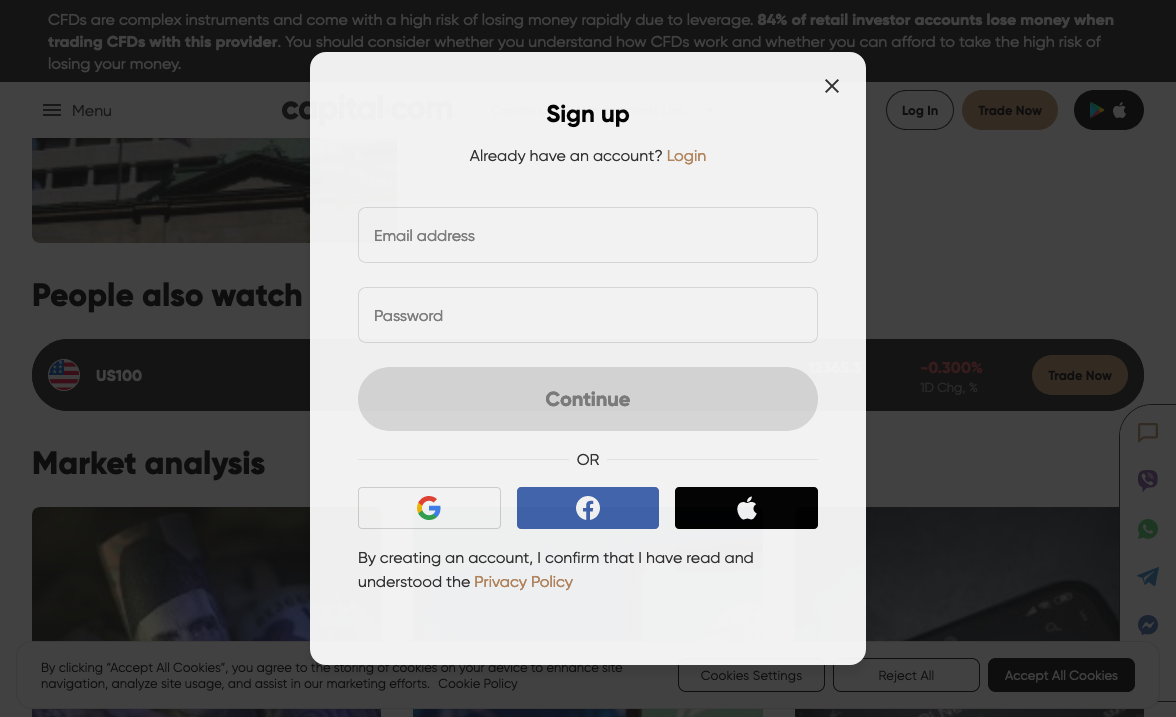 CFDs are complex instruments and come with a high risk of losing money rapidly due to leverage. 84% of retail investor accounts lose money when
trading CFDs with this provider. You should consider whether you understand how CFDs work and whether you can afford to take the high risk of
losing your money.
Menu
capital.com
Log In
Trade Now
Sign up
Already have an account? Login
Email address
Password
Continue
OR
By creating an account, I confirm that I have read and
understood the Privacy Policy
People also watch
US100
-0.300%
1D Chg, %
Trade Now
Market analysis
By clicking “Accept All Cookies”, you agree to the storing of cookies on your device to enhance site
navigation, analyze site usage, and assist in our marketing efforts. Cookie Policy
Cookies Settings
Reject All
Accept All Cookies